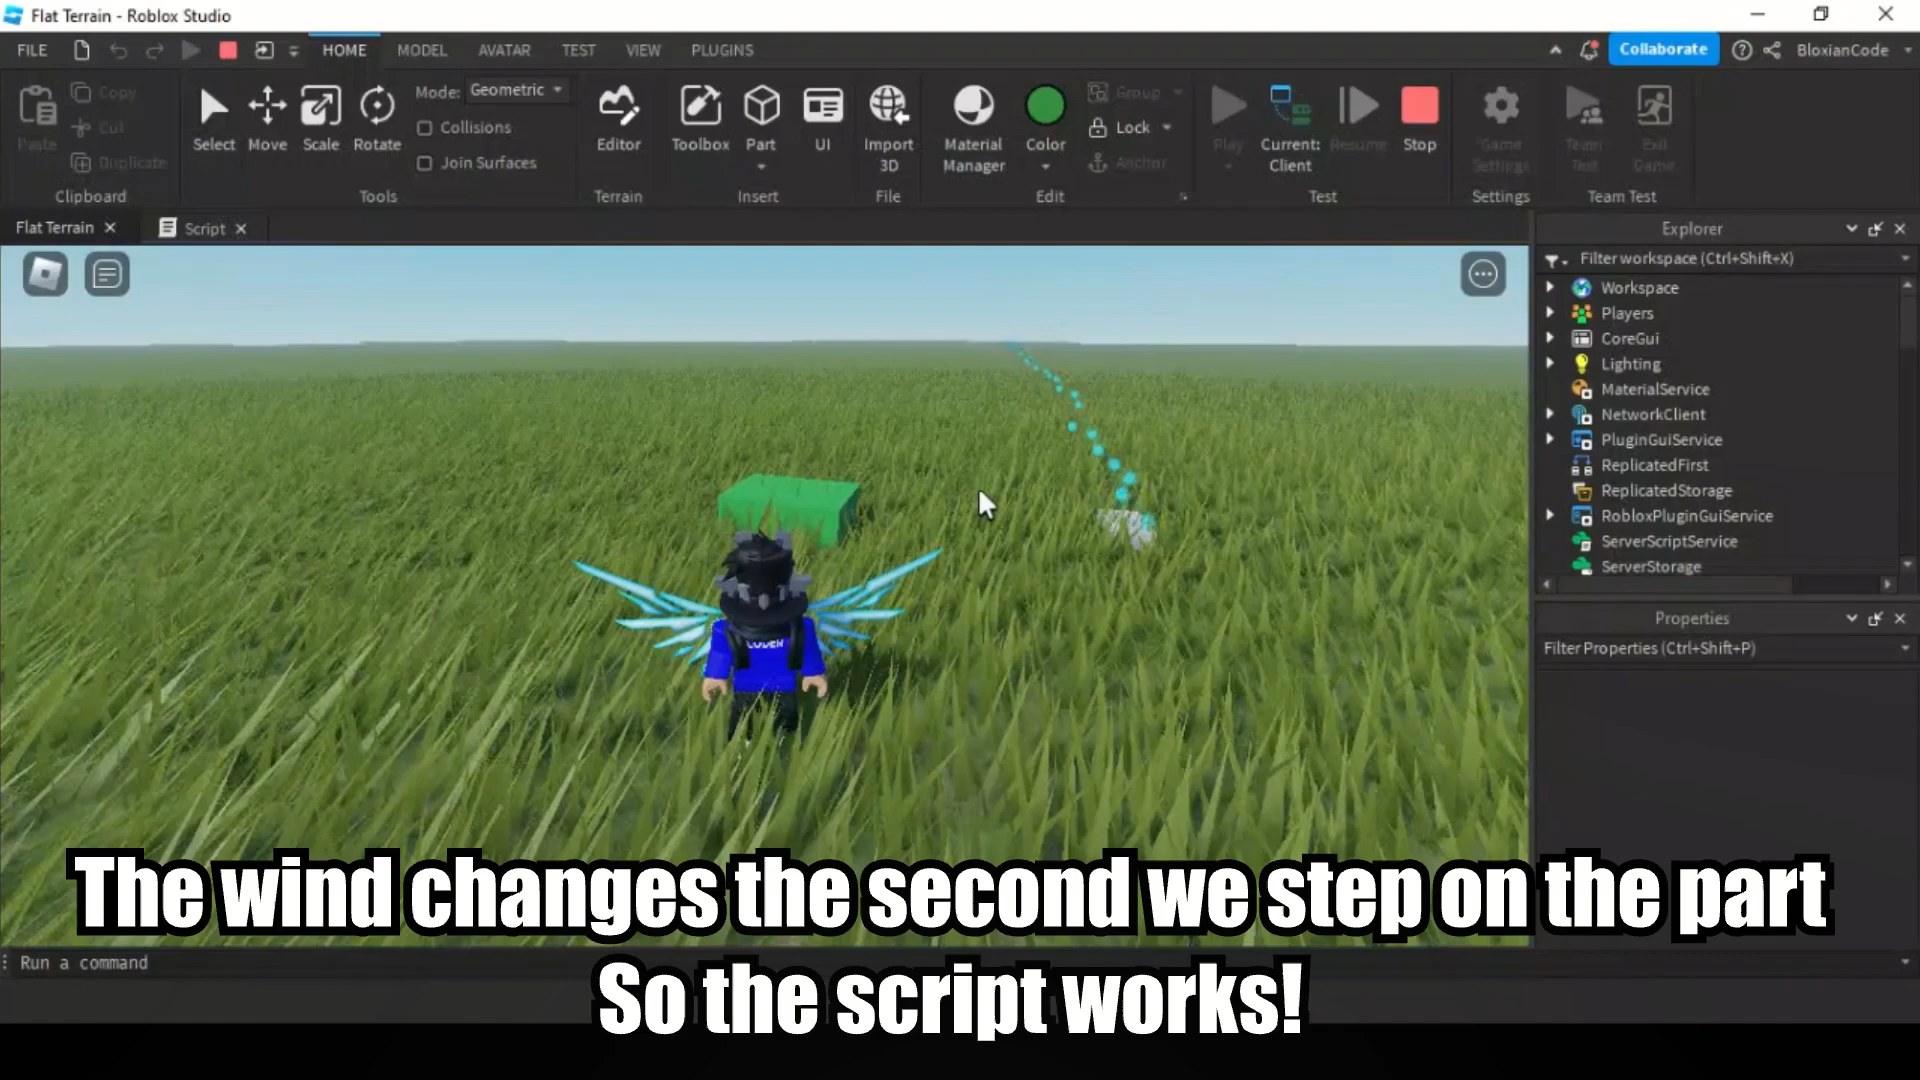 Flat Terrain - Roblox Studio
FILE HOME MODEL AVATAR TEST VIEW PLUGINS Collaborate BloxianCode
Paste
Copy
Cut
Duplicate
Clipboard
Select Move Scale Rotate
Mode: Geometric
Collisions
Join Surfaces
Tools
Editor
Terrain
Toolbox Part UI
Insert
Import 3D
File
Material Manager
Color
Group
Lock
Anchor
Edit
Play
Current: Client
Resume
Stop
Test
Game Settings
Settings
Team Test
Exit Game
Team Test
Flat Terrain Script
CODER
Explorer
Filter workspace (Ctrl+Shift+X)
Workspace
Players
CoreGui
Lighting
MaterialService
NetworkClient
PluginGuiService
ReplicatedFirst
ReplicatedStorage
RobloxPluginGuiService
ServerScriptService
ServerStorage
Properties
Filter Properties (Ctrl+Shift+P)
The wind changes the second we step on the part
Run a command
So the script works!